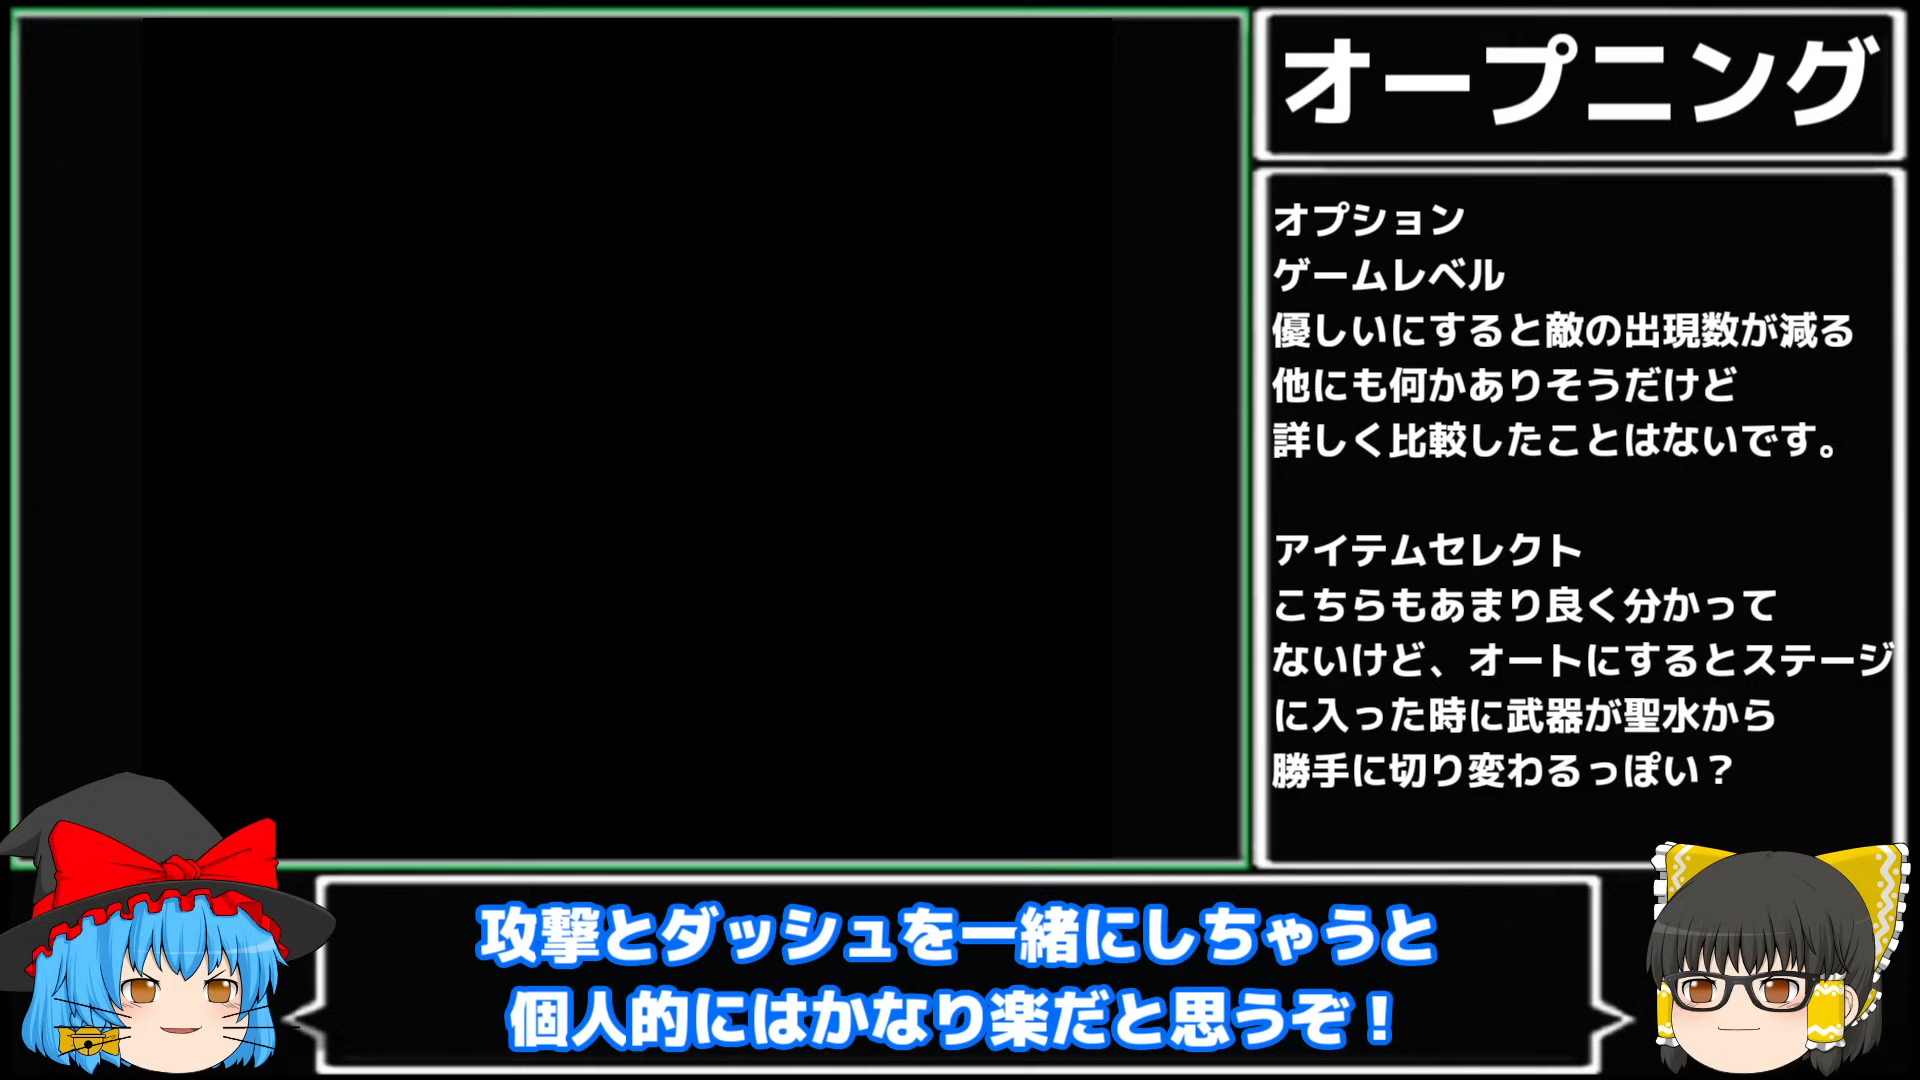 オープニング
オプション
ゲームレベル
優しいにすると敵の出現数が減る
他にも何かありそうだけど
詳しく比較したことはないです。
アイテムセレクト
こちらもあまり良く分かって
ないけど、オートにするとステージ
に入った時に武器が聖水から
勝手に切り変わるっぽい？
攻撃とダッシュを一緒にしちゃうと
個人的にはかなり楽だと思うぞ！